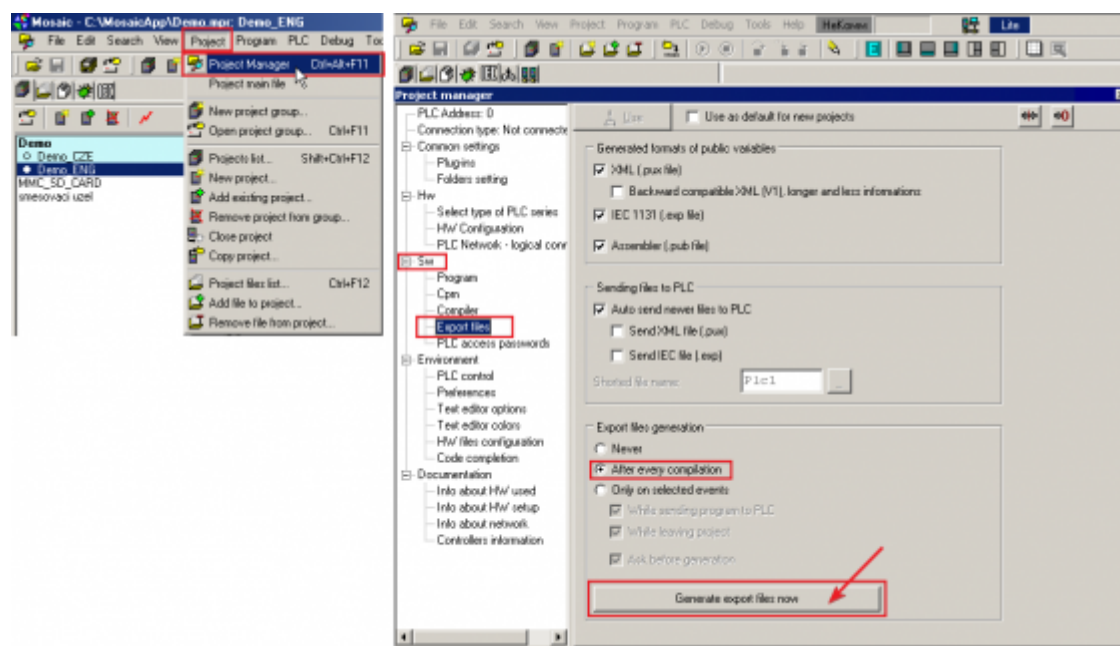 Mosaic - C:\MosaicApp\Demo.mpr: Demo_ENG
File Edit Search View Project Program PLC Debug Too
Project Manager Ctrl+Alt+F11
Project main file
New project group...
Open project group... Ctrl+F11
Projects list... Shift+Ctrl+F12
New project...
Add existing project...
Remove project from group...
Close project
Copy project...
Project files list... Ctrl+F12
Add file to project...
Remove file from project...
Demo
Demo_CZE
Demo_ENG
MMC_SD_CARD
smesovaci uzel
File Edit Search View Project Program PLC Debug Tools Help Lite
Project manager
PLC Address: 0
Connection type: Not connecte
Common settings
Plugins
Folders setting
Hw
Select type of PLC series
HW Configuration
PLC Network - logical conr
Sw
Program
Cpm
Compiler
Export files
PLC access passwords
Environment
PLC control
Preferences
Text editor options
Text editor colors
HW files configuration
Code completion
Documentation
Info about HW used
Info about HW setup
Info about network
Controllers information
Use Use as default for new projects
Generated formats of public variables
XML (.pux file)
Backward compatible XML (V1), longer and less informations
IEC 1131 (.exp file)
Assembler (.pub file)
Sending files to PLC
Auto send newer files to PLC
Send XML file (.pux)
Send IEC file (.exp)
Shorted file name: Plc1 ...
Export files generation
Never
After every compilation
Only on selected events
While sending program to PLC
While leaving project
Ask before generation
Generate export files now